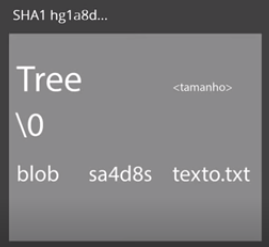 SHA1 hg1a8d...
Tree <tamanho>
\0
blob sa4d8s texto.txt